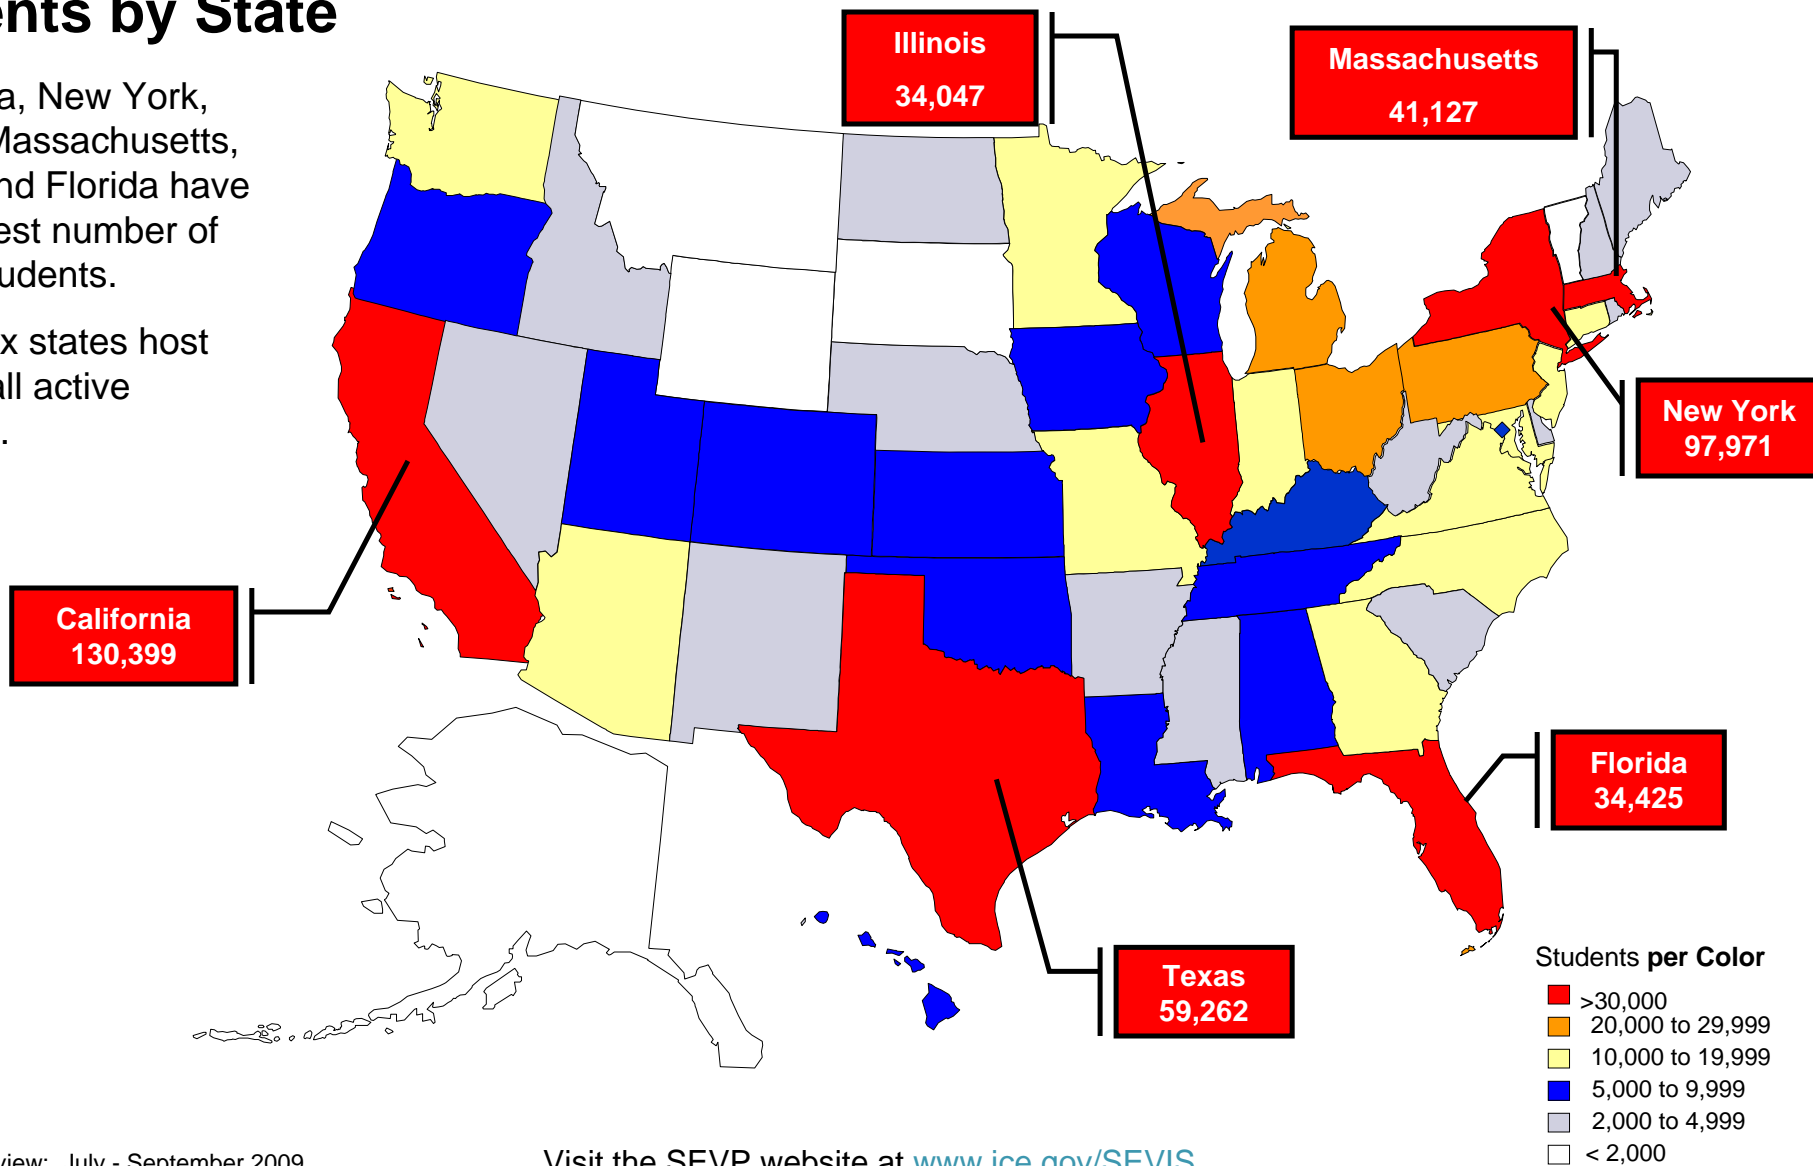 ents by State
a, New York,
Massachusetts,
nd Florida have
est number of
tudents.
x states host
all active
.
Illinois
34,047
Massachusetts
41,127
New York
97,971
California
130,399
Florida
34,425
Texas
59,262
Students per Color
>30,000
20,000 to 29,999
10,000 to 19,999
5,000 to 9,999
2,000 to 4,999
< 2,000
view: July - September 2009
Visit the SEVP website at www.ice.gov/SEVIS